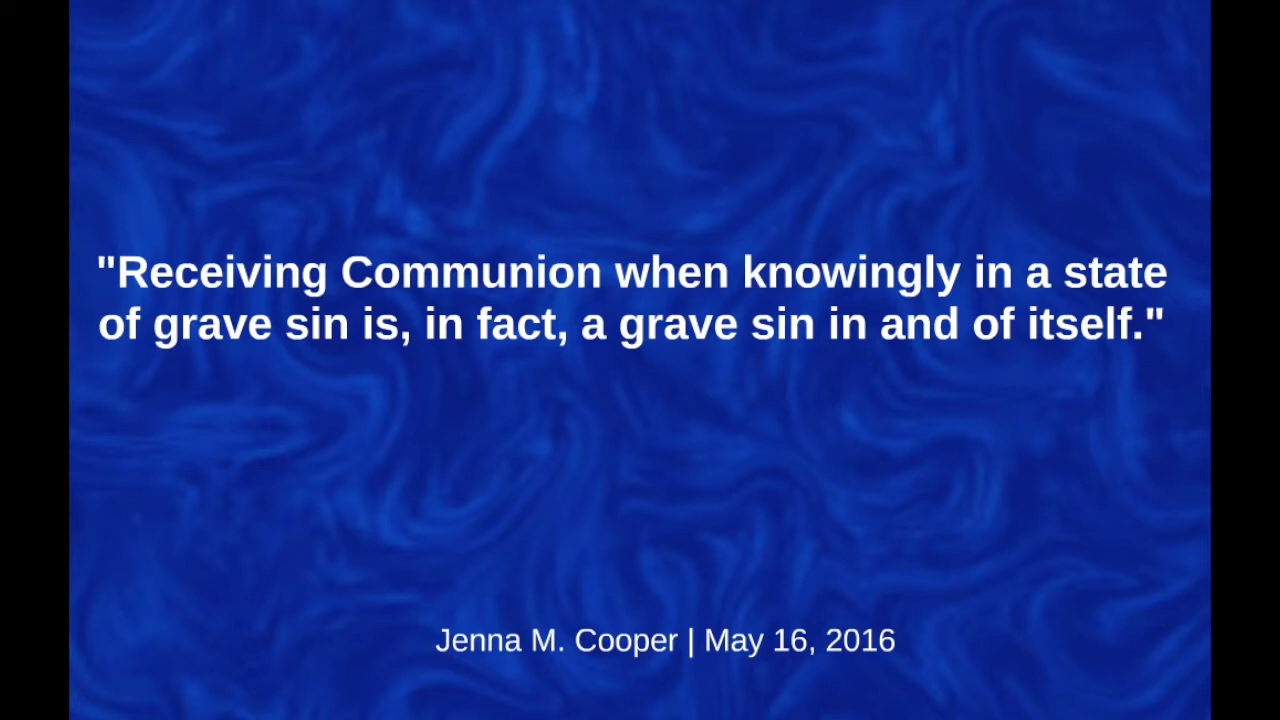 "Receiving Communion when knowingly in a state
of grave sin is, in fact, a grave sin in and of itself."
Jenna M. Cooper | May 16, 2016